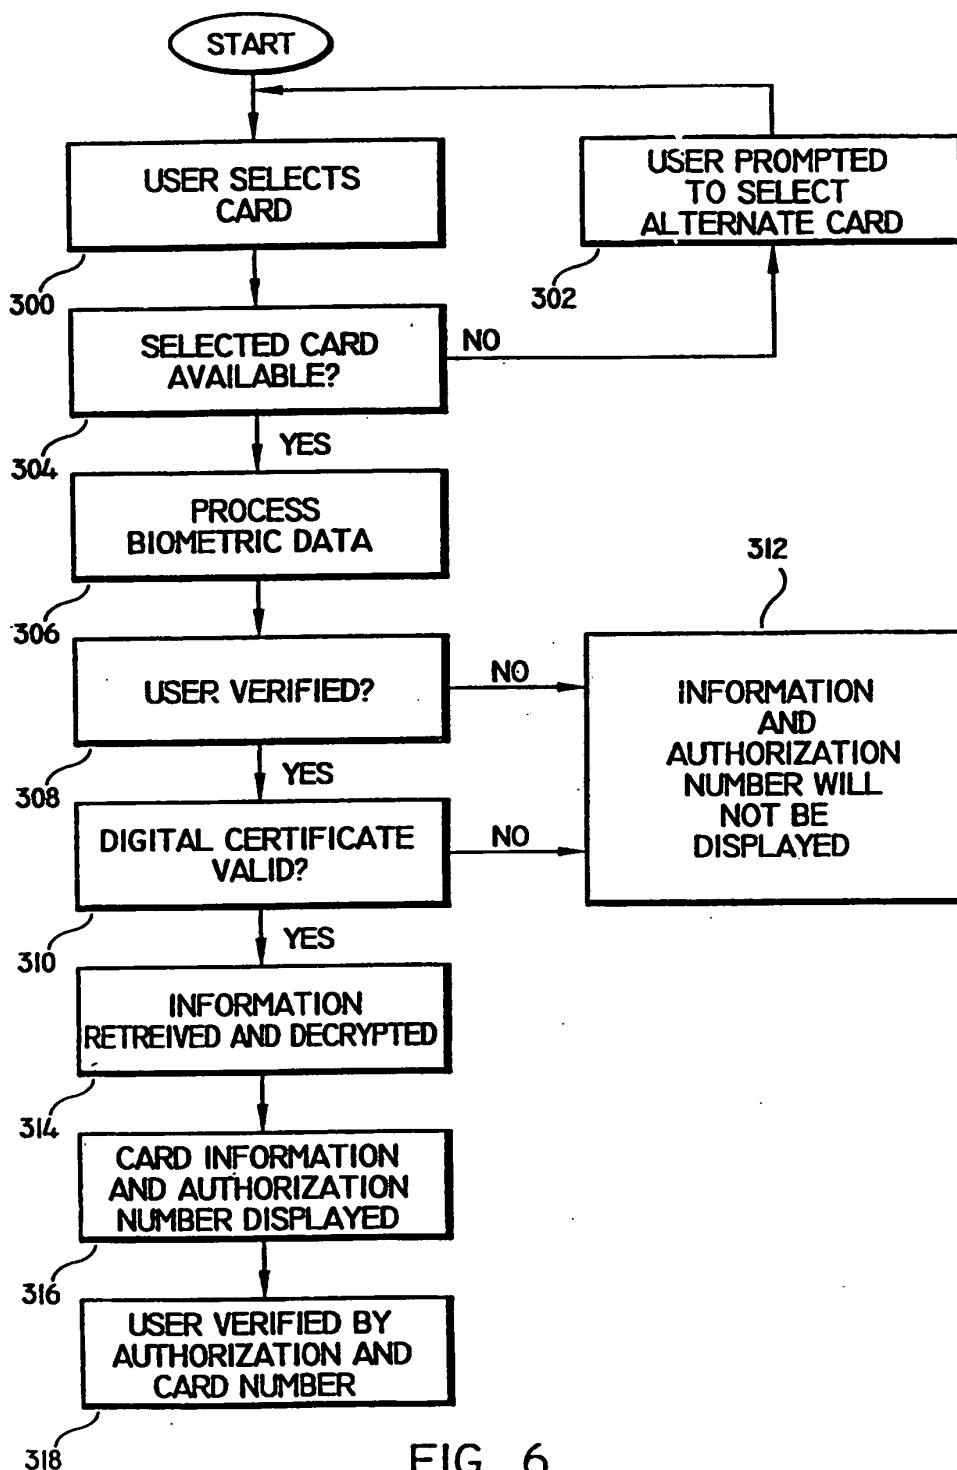 START
USER SELECTS
CARD
300
USER PROMPTED
TO SELECT
ALTERNATE CARD
302
SELECTED CARD
AVAILABLE?
NO
304
YES
PROCESS
BIOMETRIC DATA
306
312
USER VERIFIED?
NO
308
YES
INFORMATION
AND
AUTHORIZATION
NUMBER WILL
NOT BE
DISPLAYED
DIGITAL CERTIFICATE
VALID?
NO
310
YES
INFORMATION
RETREIVED AND DECRYPTED
314
CARD INFORMATION
AND AUTHORIZATION
NUMBER DISPLAYED
316
USER VERIFIED BY
AUTHORIZATION AND
CARD NUMBER
318
FIG 6